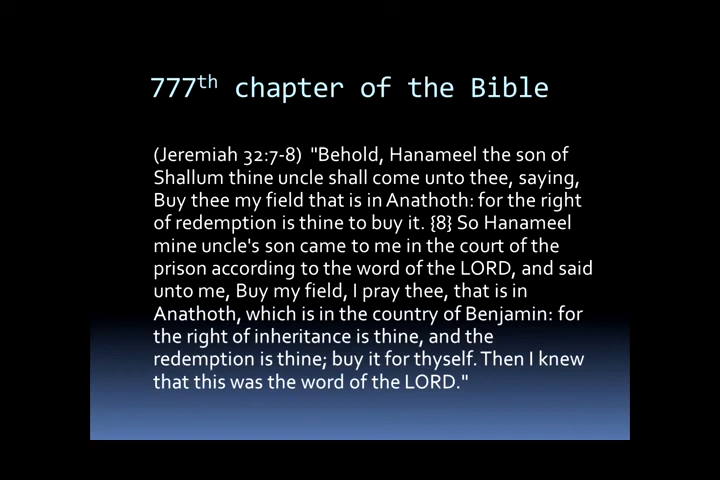 777th chapter of the Bible
(Jeremiah 32:7-8)  "Behold, Hanameel the son of
Shallum thine uncle shall come unto thee, saying,
Buy thee my field that is in Anathoth: for the right
of redemption is thine to buy it. {8} So Hanameel
mine uncle's son came to me in the court of the
prison according to the word of the LORD, and said
unto me, Buy my field, I pray thee, that is in
Anathoth, which is in the country of Benjamin: for
the right of inheritance is thine, and the
redemption is thine; buy it for thyself. Then I knew
that this was the word of the LORD."